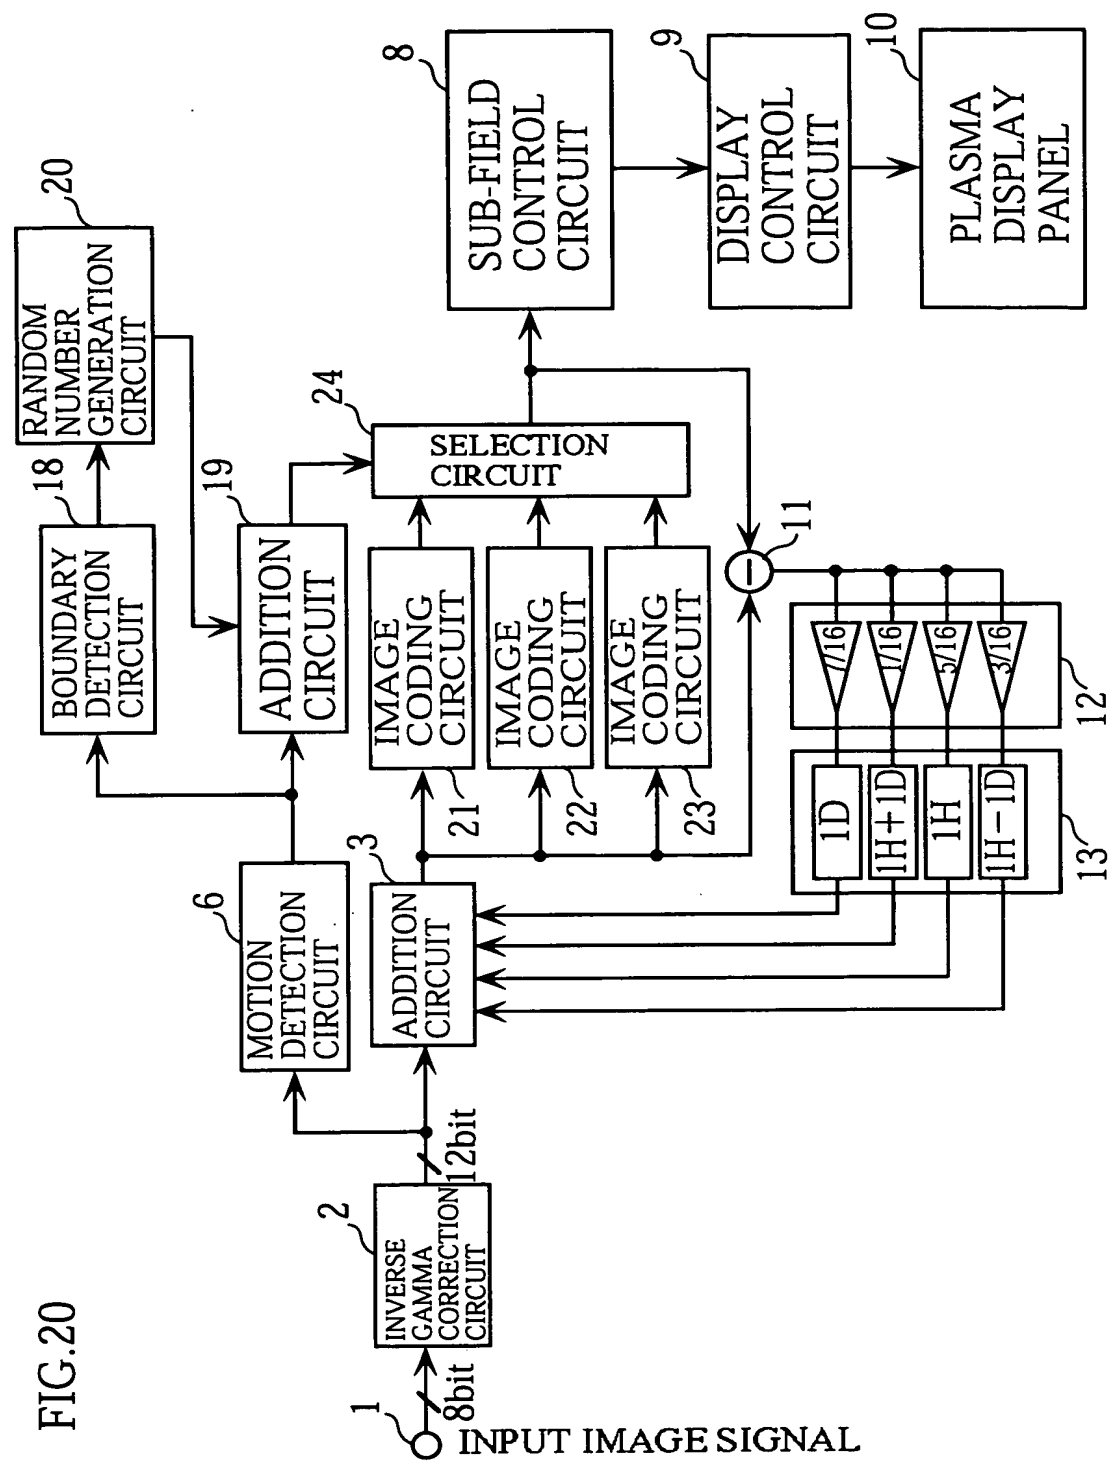 FIG.20
1
INPUT IMAGE SIGNAL
8bit
2
INVERSE
GAMMA
CORRECTION
CIRCUIT
12bit
6
MOTION
DETECTION
CIRCUIT
3
ADDITION
CIRCUIT
18
BOUNDARY
DETECTION
CIRCUIT
20
RANDOM
NUMBER
GENERATION
CIRCUIT
19
ADDITION
CIRCUIT
21
IMAGE
CODING
CIRCUIT
22
IMAGE
CODING
CIRCUIT
23
IMAGE
CODING
CIRCUIT
24
SELECTION
CIRCUIT
8
SUB-FIELD
CONTROL
CIRCUIT
9
DISPLAY
CONTROL
CIRCUIT
10
PLASMA
DISPLAY
PANEL
11
−
12
7/16
1/16
5/16
3/16
13
1D
1H+1D
1H
1H−1D